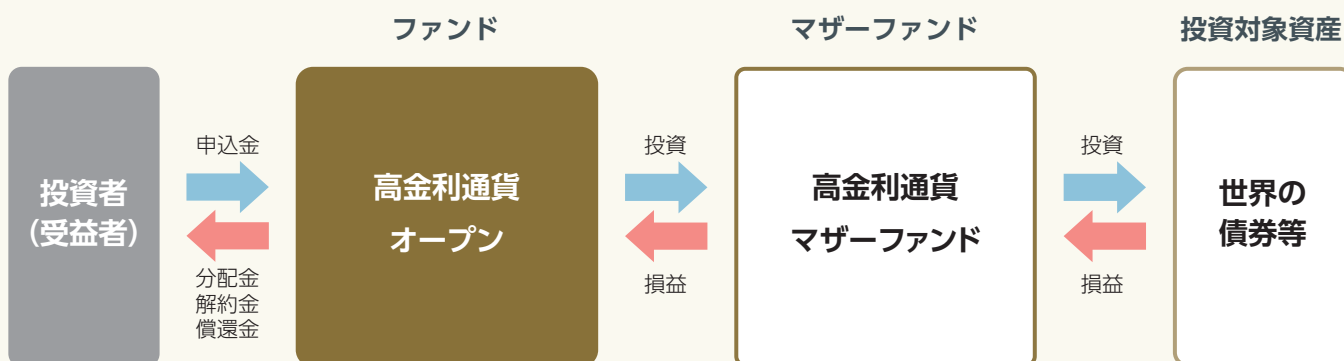 ファンド
マザーファンド
投資対象資産
投資者
（受益者）
申込金
分配金
解約金
償還金
高金利通貨
オープン
投資
損益
高金利通貨
マザーファンド
投資
損益
世界の
債券等